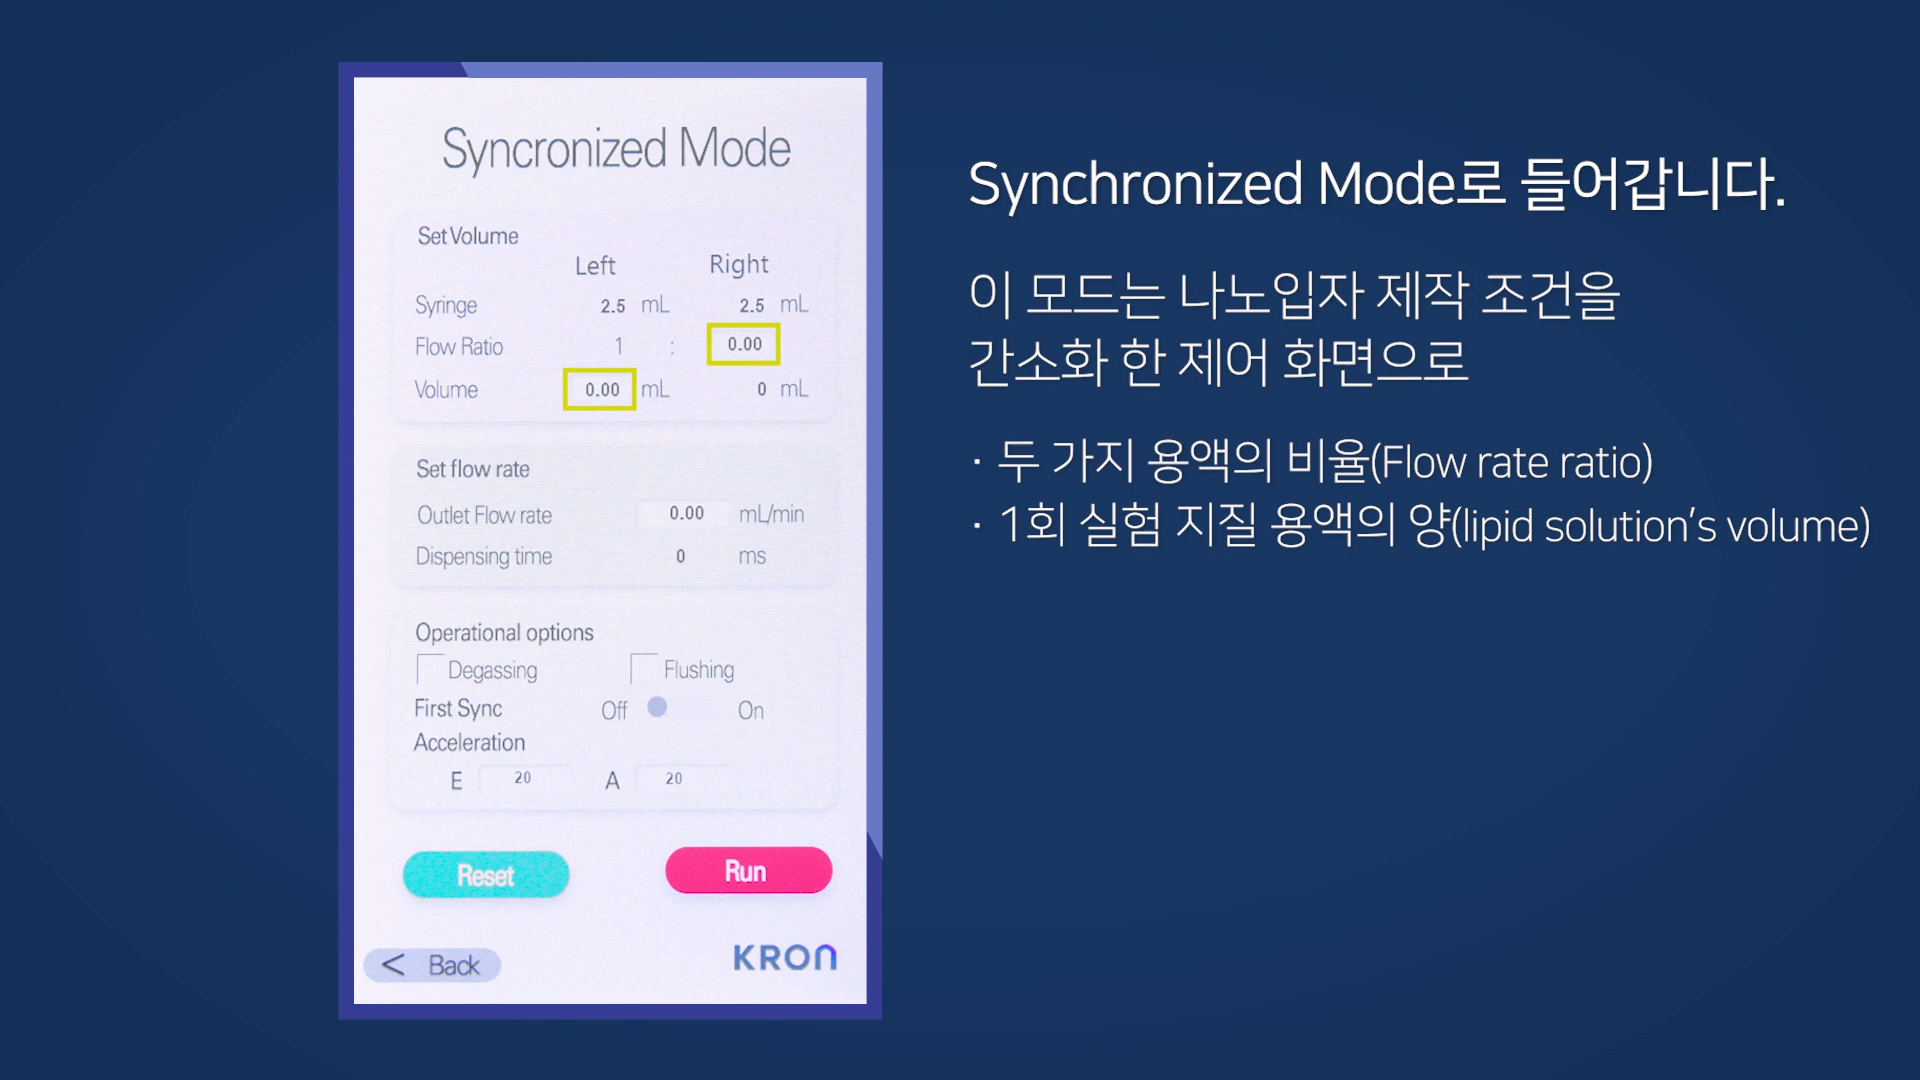 Syncronized Mode
Set Volume
Left Right
Syringe 2.5 mL 2.5 mL
Flow Ratio 1 : 0.00
Volume 0.00 mL 0 mL
Set flow rate
Outlet Flow rate 0.00 mL/min
Dispensing time 0 ms
Operational options
Degassing Flushing
First Sync Off On
Acceleration
E 20 A 20
Reset Run
< Back KRON
Synchronized Mode로 들어갑니다.
이 모드는 나노입자 제작 조건을
간소화 한 제어 화면으로
· 두 가지 용액의 비율(Flow rate ratio)
· 1회 실험 지질 용액의 양(lipid solution's volume)